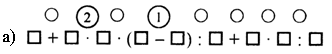 ○ ② ○ ① ○ ○ ○ ○
а) □ + □ · □ · (□ − □) : □ + □ · □ : □